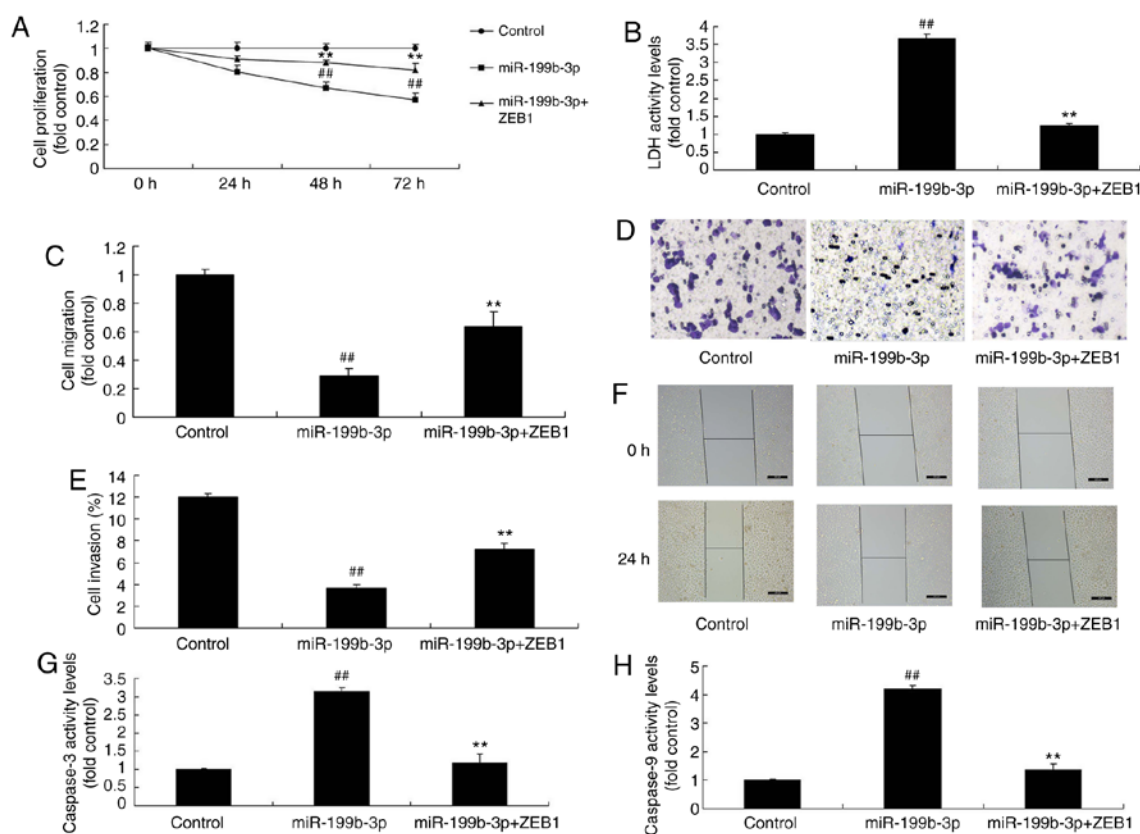 A
Cell proliferation
(fold control)
1.2
1
0.8
0.6
0.4
0.2
0
** **
## ##
0 h 24 h 48 h 72 h
Control
miR-199b-3p
miR-199b-3p+
ZEB1
B
LDH activity levels
(fold control)
4
3.5
3
2.5
2
1.5
1
0.5
0
##
**
Control miR-199b-3p miR-199b-3p+ZEB1
C
Cell migration
(fold control)
1.2
1
0.8
0.6
0.4
0.2
0
##
**
Control miR-199b-3p miR-199b-3p+ZEB1
D
Control miR-199b-3p miR-199b-3p+ZEB1
E
Cell invasion (%)
14
12
10
8
6
4
2
0
##
**
Control miR-199b-3p miR-199b-3p+ZEB1
F
0 h
24 h
Control miR-199b-3p miR-199b-3p+ZEB1
G
Caspase-3 activity levels
(fold control)
3.5
3
2.5
2
1.5
1
0.5
0
##
**
Control miR-199b-3p miR-199b-3p+ZEB1
H
Caspase-9 activity levels
(fold control)
5
4
3
2
1
0
##
**
Control miR-199b-3p miR-199b-3p+ZEB1